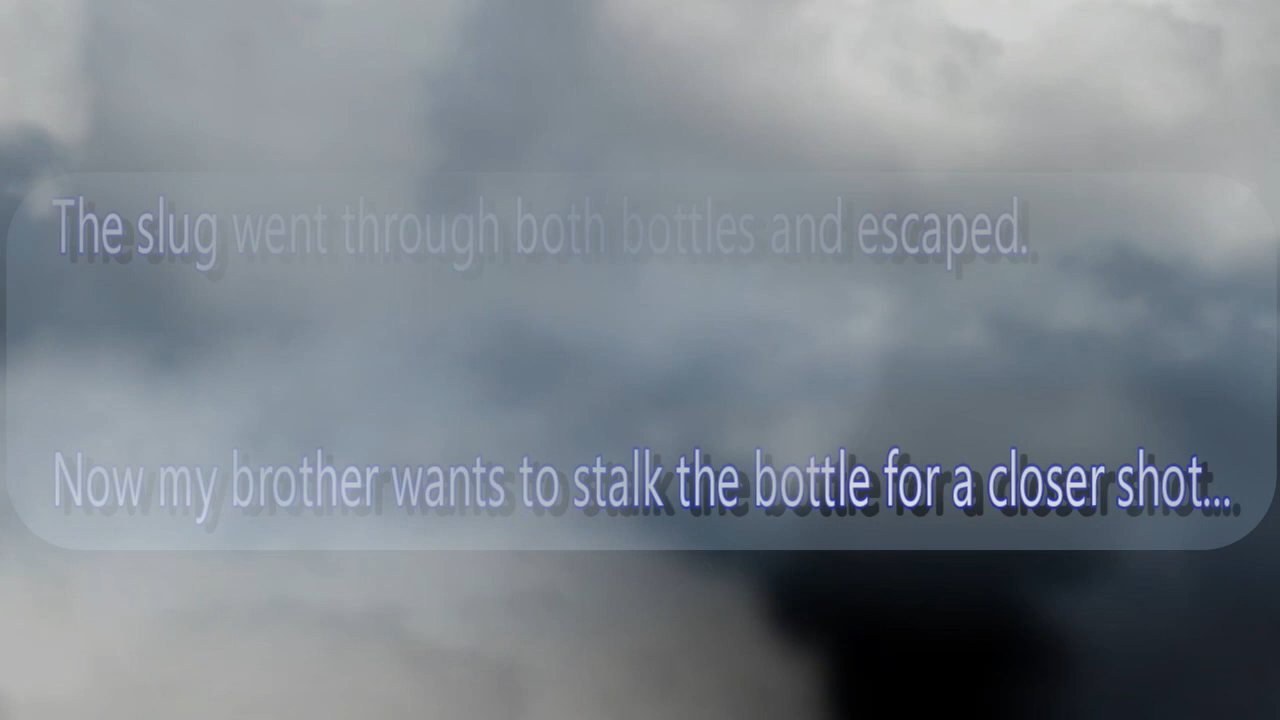 The slug went through both bottles and escaped.
Now my brother wants to stalk the bottle for a closer shot...